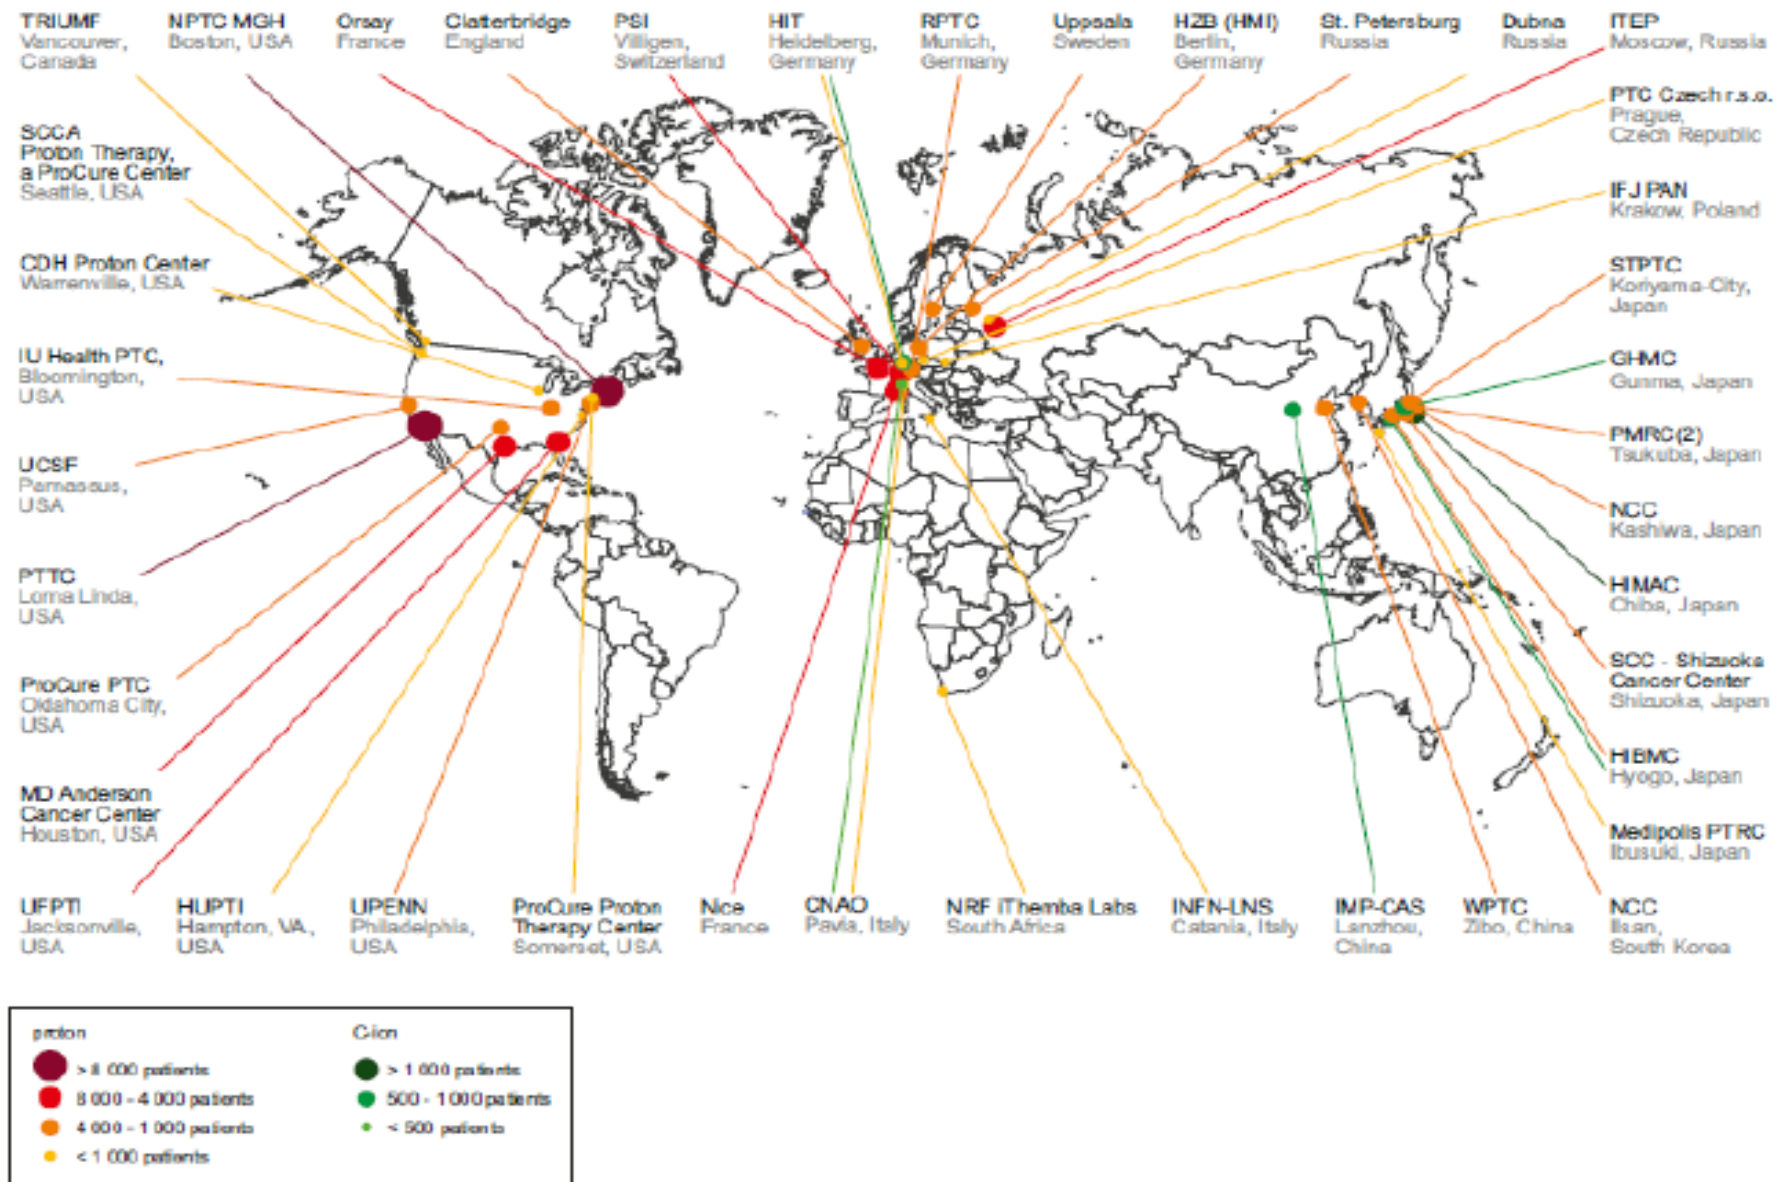 TRIUMF
Vancouver,
Canada
NPTC MGH
Boston, USA
Orsay
France
Clatterbridge
England
PSI
Villigen,
Switzerland
HIT
Heidelberg,
Germany
RPTC
Munich,
Germany
Uppsala
Sweden
HZB (HMI)
Berlin,
Germany
St. Petersburg
Russia
Dubna
Russia
ITEP
Moscow, Russia
SCCA
Proton Therapy,
a ProCure Center
Seattle, USA
CDH Proton Center
Warrenville, USA
IU Health PTC,
Bloomington,
USA
UCSF
Parnassus,
USA
PTTC
Loma Linda,
USA
ProCure PTC
Oklahoma City,
USA
MD Anderson
Cancer Center
Houston, USA
PTC Czech r.s.o.
Prague,
Czech Republic
IFJ PAN
Krakow, Poland
STPTC
Koriyama-City,
Japan
GHMC
Gunma, Japan
PMRC(2)
Tsukuba, Japan
NCC
Kashiwa, Japan
HIMAC
Chiba, Japan
SCC - Shizuoka
Cancer Center
Shizuoka, Japan
HIBMC
Hyogo, Japan
Medipolis PTRC
Ibusuki, Japan
UFPTI
Jacksonville,
USA
HUPTI
Hampton, VA.,
USA
UPENN
Philadelphia,
USA
ProCure Proton
Therapy Center
Somerset, USA
Nice
France
CNAO
Pavia, Italy
NRF iThemba Labs
South Africa
INFN-LNS
Catania, Italy
IMP-CAS
Lanzhou,
China
WPTC
Zibo, China
NCC
Ilsan,
South Korea
proton
> 8 000 patients
8 000 - 4 000 patients
4 000 - 1 000 patients
< 1 000 patients
C-ion
> 1 000 patients
500 - 1 000 patients
< 500 patients